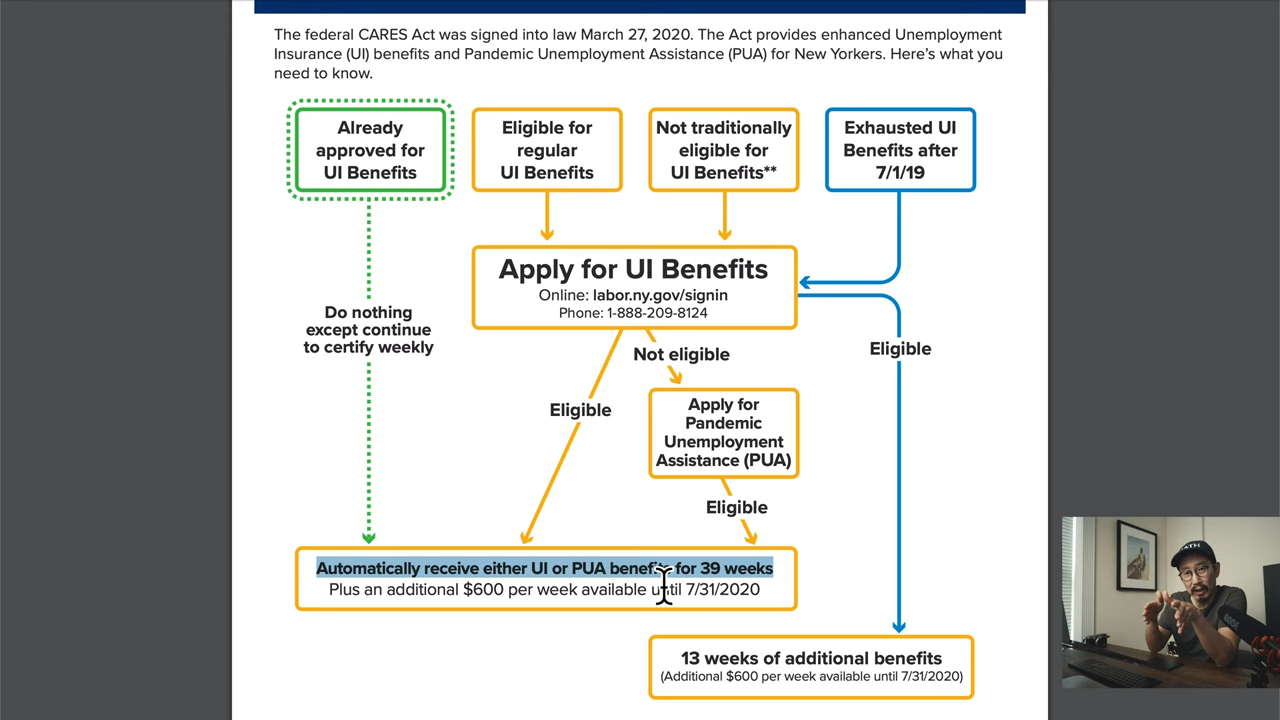 The federal CARES Act was signed into law March 27, 2020. The Act provides enhanced Unemployment
Insurance (UI) benefits and Pandemic Unemployment Assistance (PUA) for New Yorkers. Here's what you
need to know.
Already
approved for
UI Benefits
Eligible for
regular
UI Benefits
Not traditionally
eligible for
UI Benefits**
Exhausted UI
Benefits after
7/1/19
Apply for UI Benefits
Online: labor.ny.gov/signin
Phone: 1-888-209-8124
Do nothing
except continue
to certify weekly
Not eligible
Eligible
Eligible
Apply for
Pandemic
Unemployment
Assistance (PUA)
Eligible
Automatically receive either UI or PUA benefits for 39 weeks
Plus an additional $600 per week available until 7/31/2020
13 weeks of additional benefits
(Additional $600 per week available until 7/31/2020)
RODE